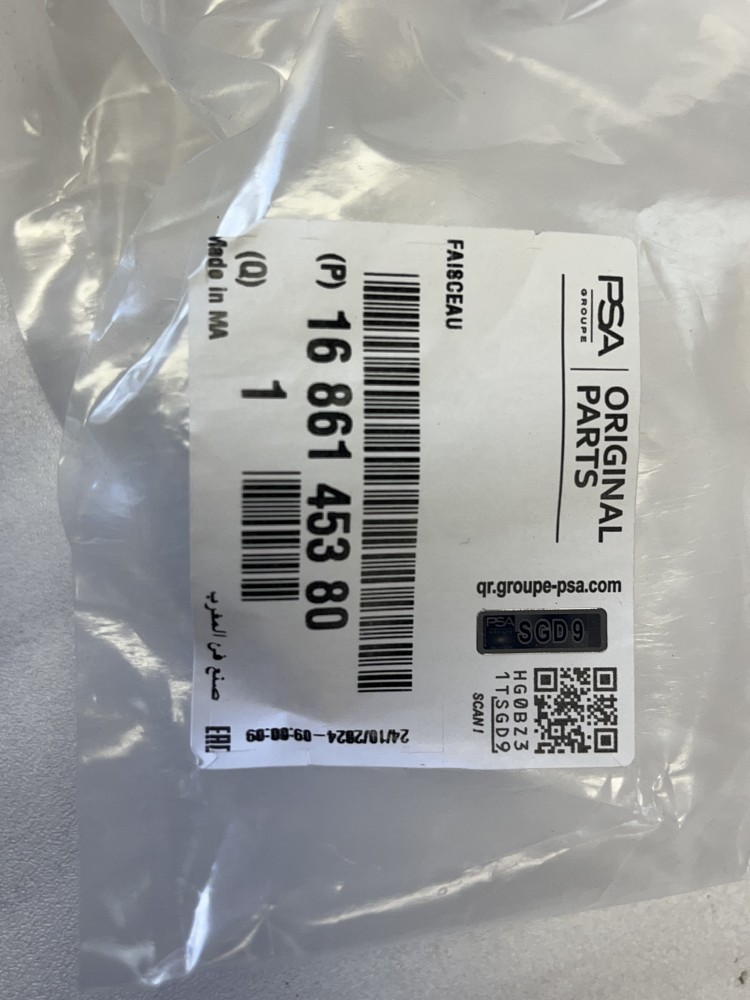 PSA
GROUPE
ORIGINAL
PARTS
qr.groupe-psa.com
PSA
SGD9
HG0BZ3
1TSGD9
SCAN !
FAISCEAU
(P) 16 861 453 80
(Q) 1
Made in MA
صنع في المغرب
EAC
24/10/2024 – 09:00:09